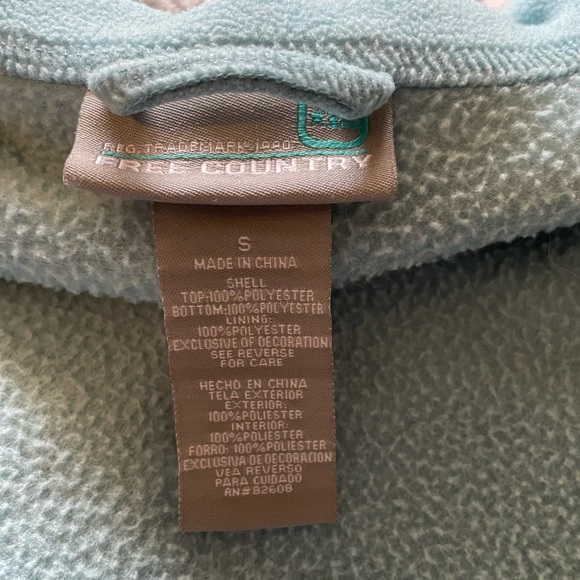 REG. TRADEMARK 1990
FREE COUNTRY
S
MADE IN CHINA
SHELL
TOP:100%POLYESTER
BOTTOM:100%POLYESTER
LINING:
100%POLYESTER
EXCLUSIVE OF DECORATION
SEE REVERSE
FOR CARE
HECHO EN CHINA
TELA EXTERIOR
EXTERIOR:
100%POLIESTER
INTERIOR:
100%POLIESTER
FORRO: 100%POLIESTER
EXCLUSIVA DE DECORACION
VEA REVERSO
PARA CUIDADO
RN#82608